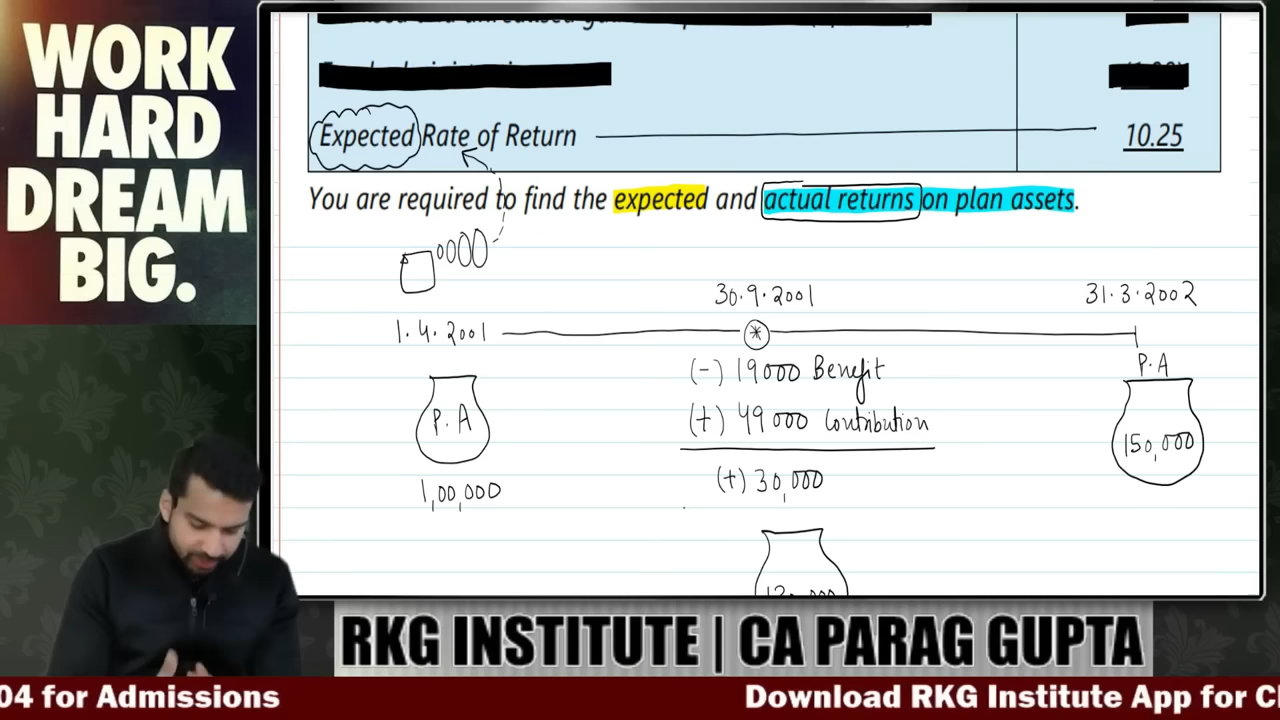 WORK
HARD
DREAM
BIG.
Expected Rate of Return 10.25
You are required to find the expected and actual returns on plan assets.
30.9.2001
31.3.2002
1.4.2001
P.A
(-) 19000 Benefit
P.A
(+) 49000 Contribution
150,000
(+) 30,000
1,00,000
RKG INSTITUTE | CA PARAG GUPTA
04 for Admissions
Download RKG Institute App for